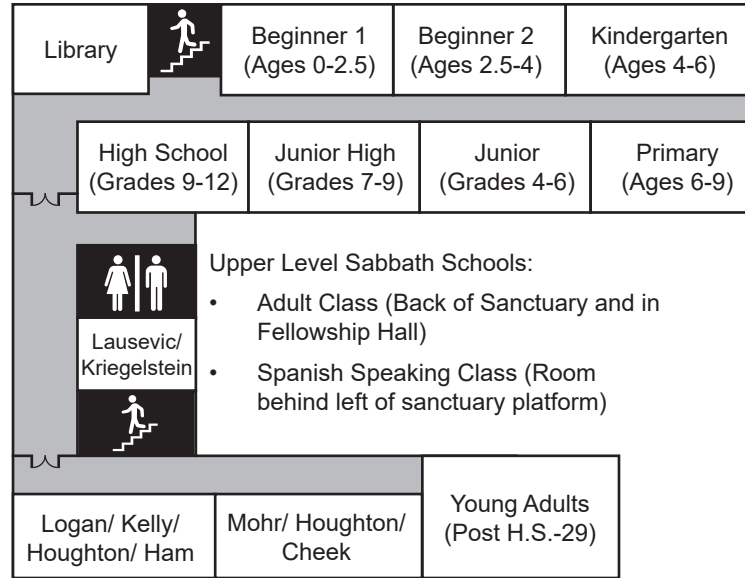 Library
Beginner 1
(Ages 0-2.5)
Beginner 2
(Ages 2.5-4)
Kindergarten
(Ages 4-6)
High School
(Grades 9-12)
Junior High
(Grades 7-9)
Junior
(Grades 4-6)
Primary
(Ages 6-9)
Upper Level Sabbath Schools:
• Adult Class (Back of Sanctuary and in
Fellowship Hall)
• Spanish Speaking Class (Room
behind left of sanctuary platform)
Lausevic/
Kriegelstein
Logan/ Kelly/
Houghton/ Ham
Mohr/ Houghton/
Cheek
Young Adults
(Post H.S.-29)